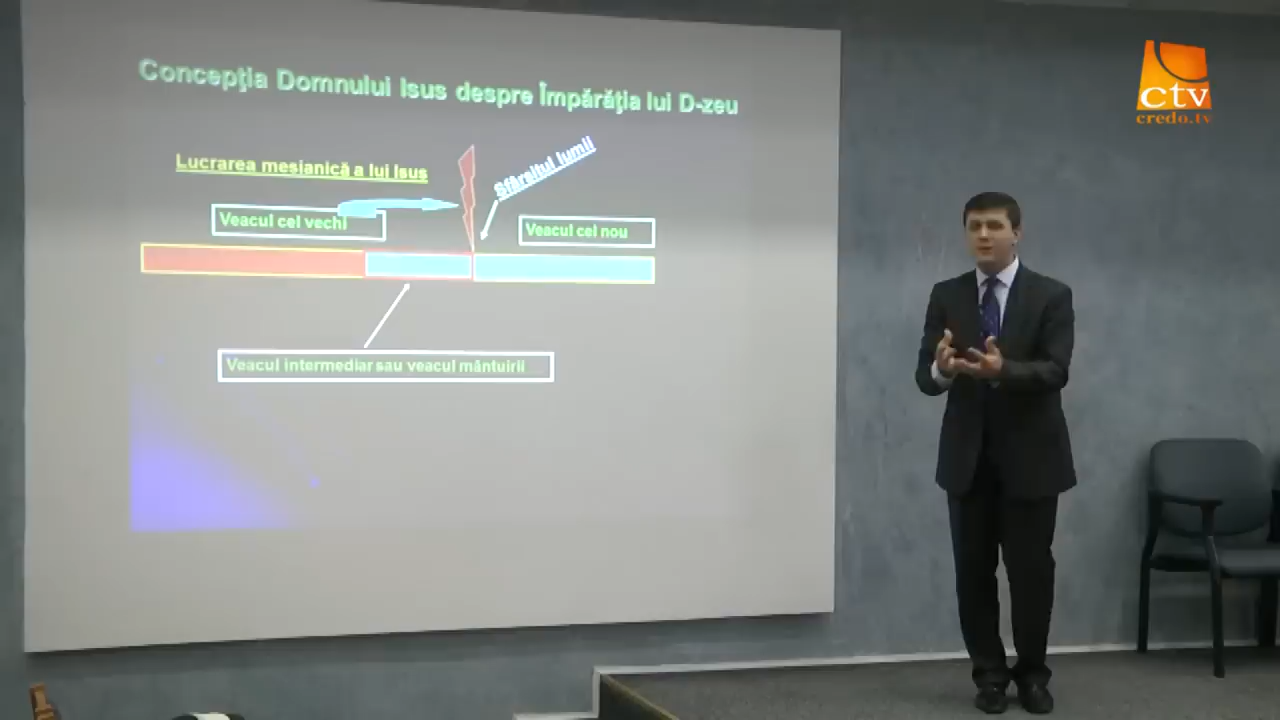 Concepţia Domnului Isus despre Împărăţia lui D-zeu
Lucrarea mesianică a lui Isus
Sfârsitul lumii
Veacul cel vechi
Veacul cel nou
Veacul intermediar sau veacul mântuirii
ctv
credo.tv